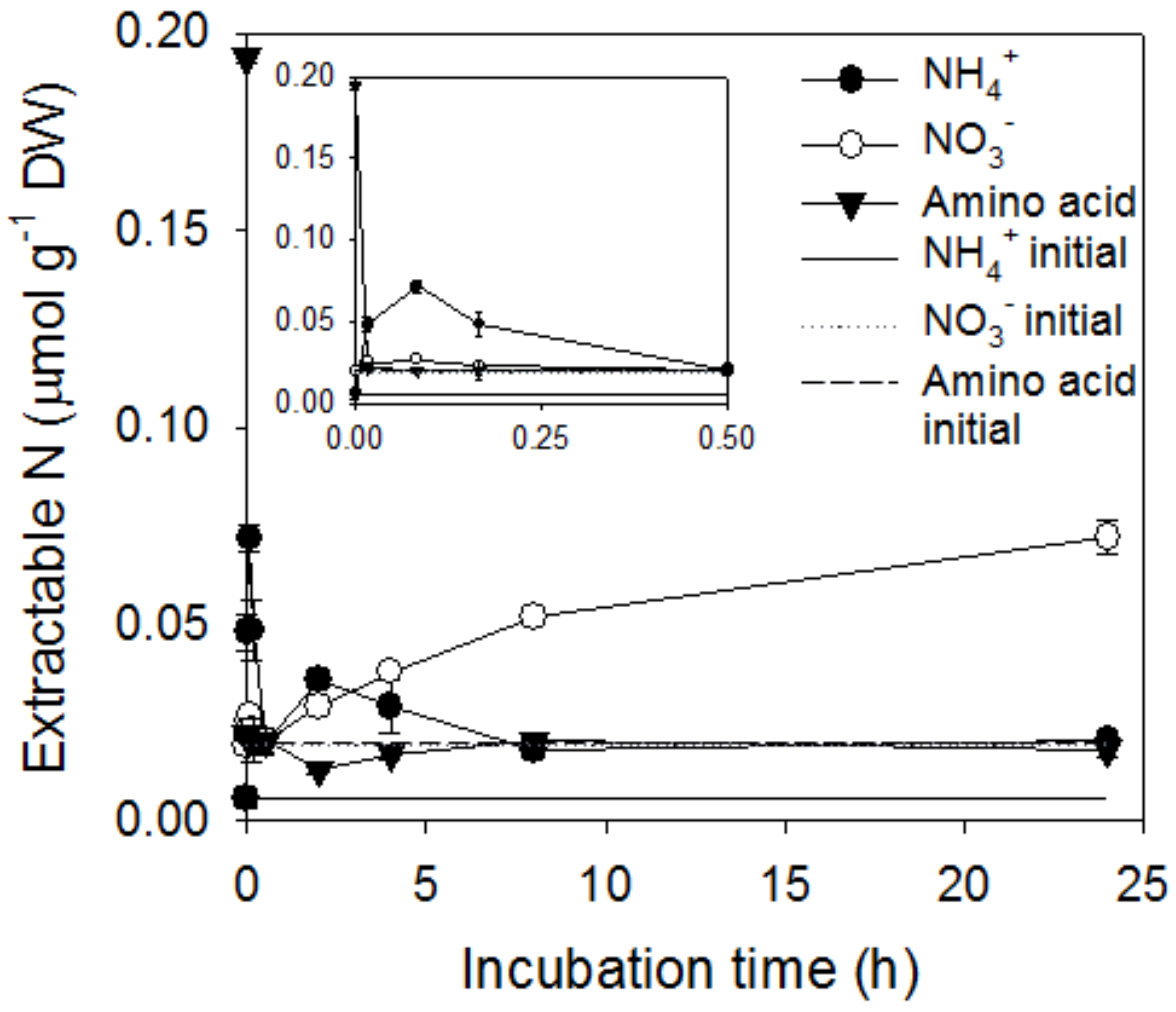 Extractable N (μmol g⁻¹ DW)
0.20
0.15
0.10
0.05
0.00
0.20
0.15
0.10
0.05
0.00
0.00 0.25 0.50
NH₄⁺
NO₃⁻
Amino acid
NH₄⁺ initial
NO₃⁻ initial
Amino acid
initial
0 5 10 15 20 25
Incubation time (h)